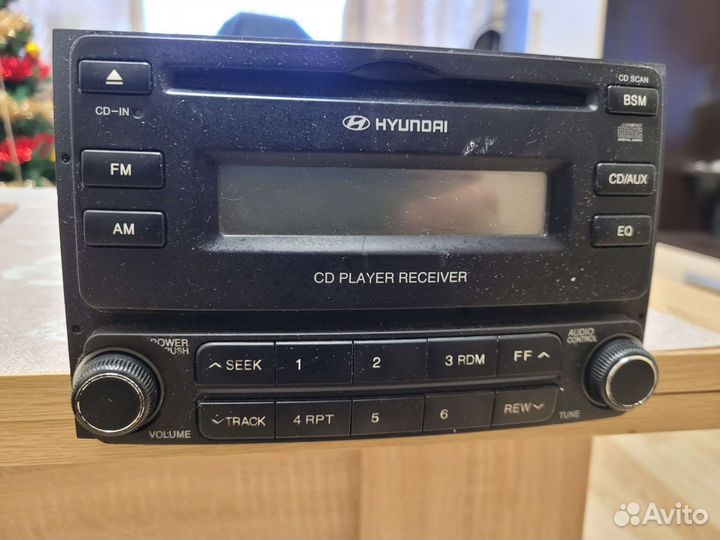 CD SCAN
BSM
CD-IN
HYUNDAI
FM
CD/AUX
AM
EQ
CD PLAYER RECEIVER
POWER
PUSH
AUDIO
CONTROL
SEEK
1
2
3 RDM
FF
TRACK
4 RPT
5
6
REW
VOLUME
TUNE
Avito